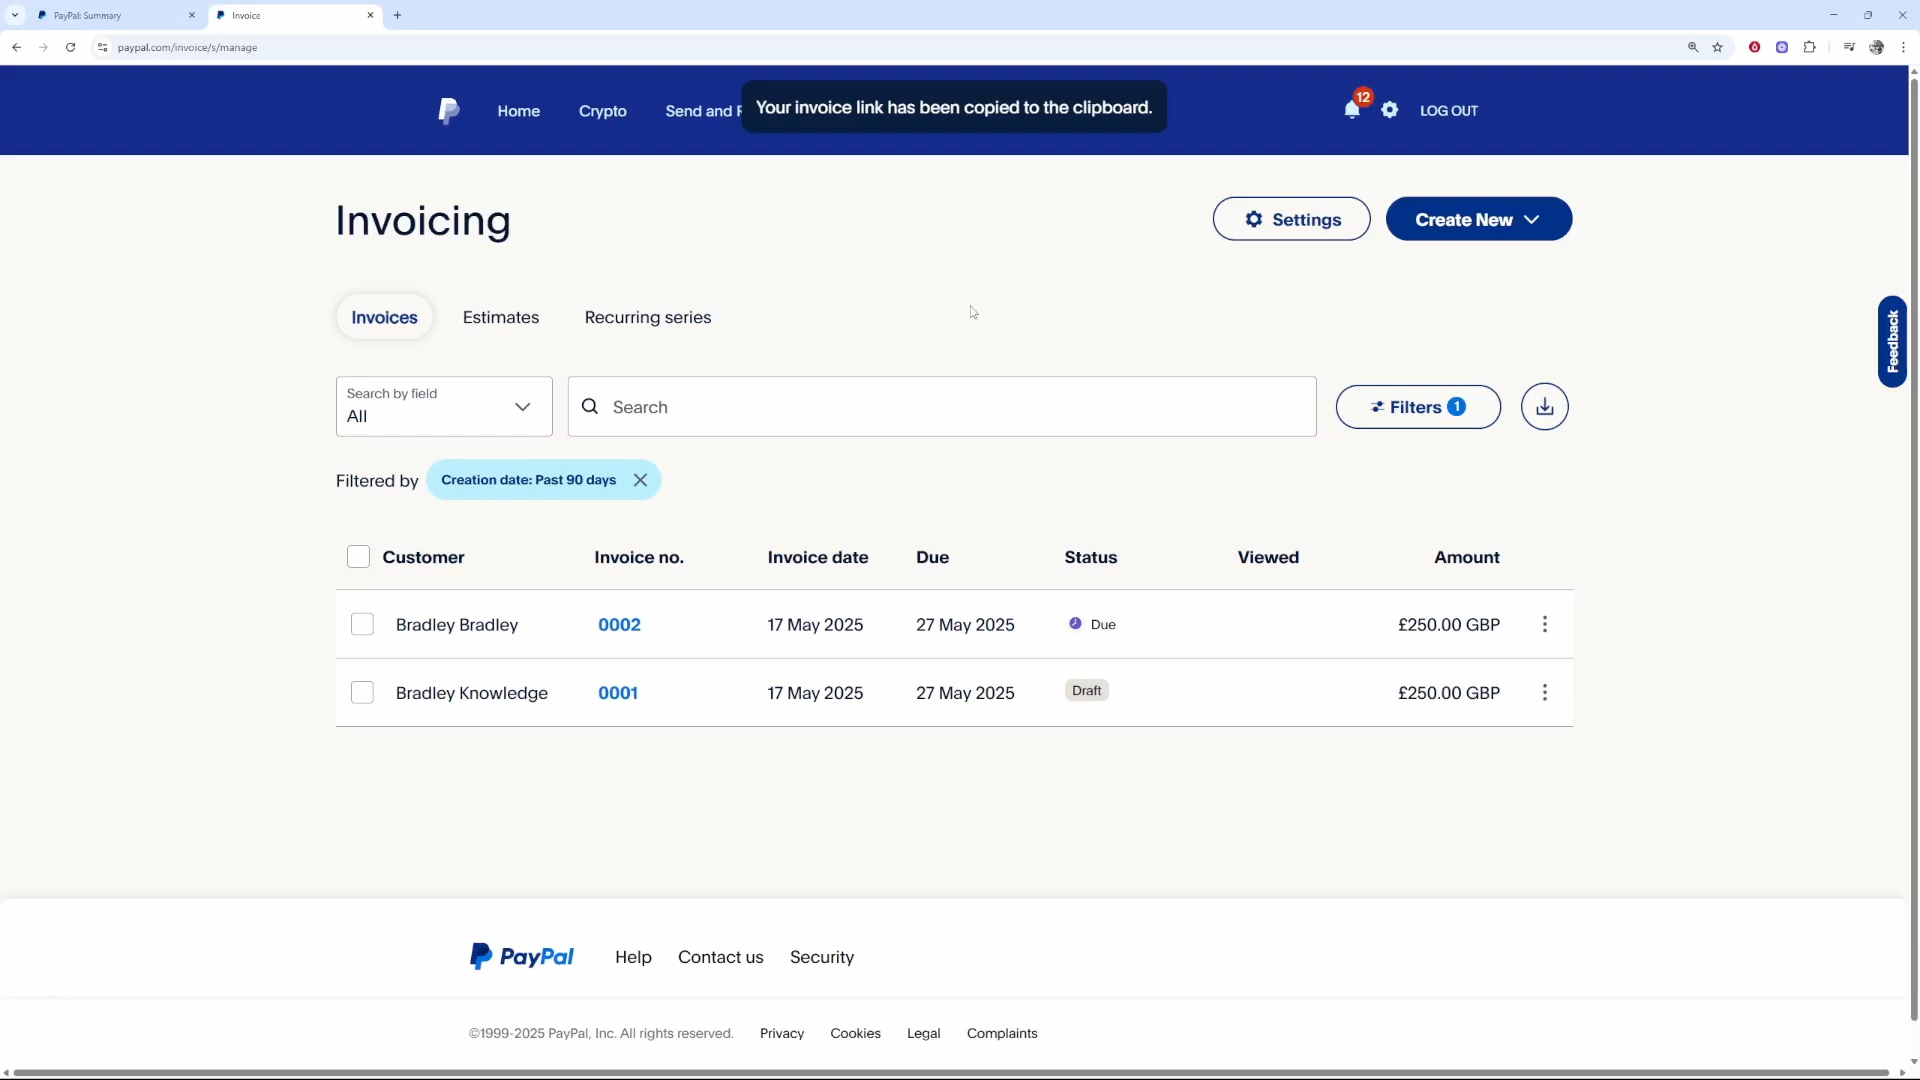 PayPal: Summary
Invoice
paypal.com/invoice/s/manage
Home
Crypto
Send and R
Your invoice link has been copied to the clipboard.
12
LOG OUT
Invoicing
Settings
Create New
Invoices
Estimates
Recurring series
Feedback
Search by field
All
Search
Filters 1
Filtered by
Creation date: Past 90 days
Customer Invoice no. Invoice date Due Status Viewed Amount
Bradley Bradley 0002 17 May 2025 27 May 2025 Due £250.00 GBP
Bradley Knowledge 0001 17 May 2025 27 May 2025 Draft £250.00 GBP
PayPal
Help
Contact us
Security
©1999-2025 PayPal, Inc. All rights reserved.
Privacy
Cookies
Legal
Complaints